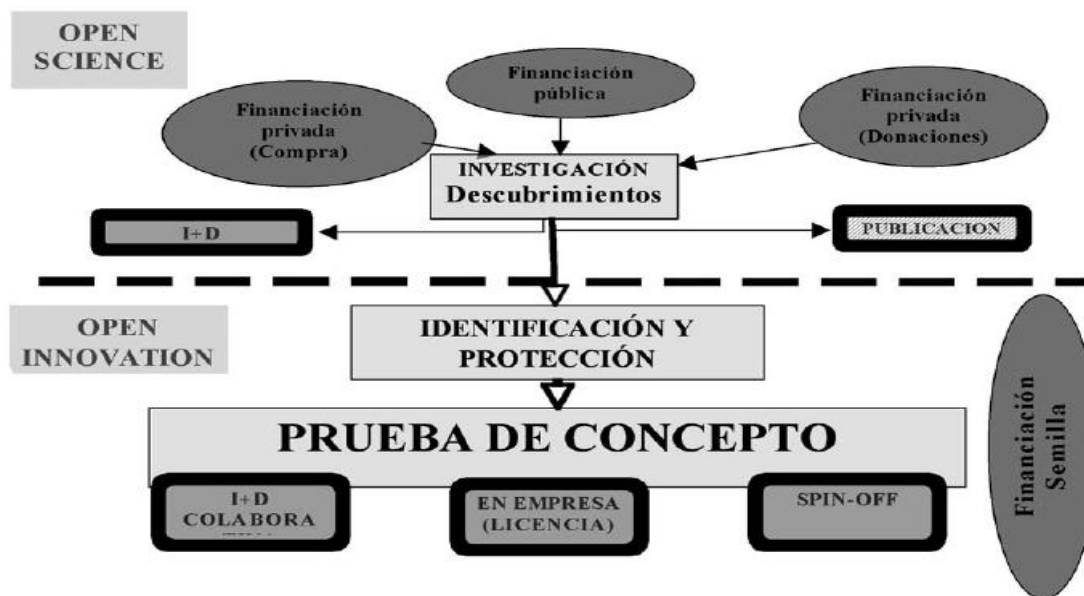 OPEN
SCIENCE
Financiación
pública
Financiación
privada
(Compra)
Financiación
privada
(Donaciones)
INVESTIGACIÓN
Descubrimientos
I+D
PUBLICACION
OPEN
INNOVATION
IDENTIFICACIÓN Y
PROTECCIÓN
PRUEBA DE CONCEPTO
I+D
COLABORA
EN EMPRESA
(LICENCIA)
SPIN-OFF
Financiación
Semilla